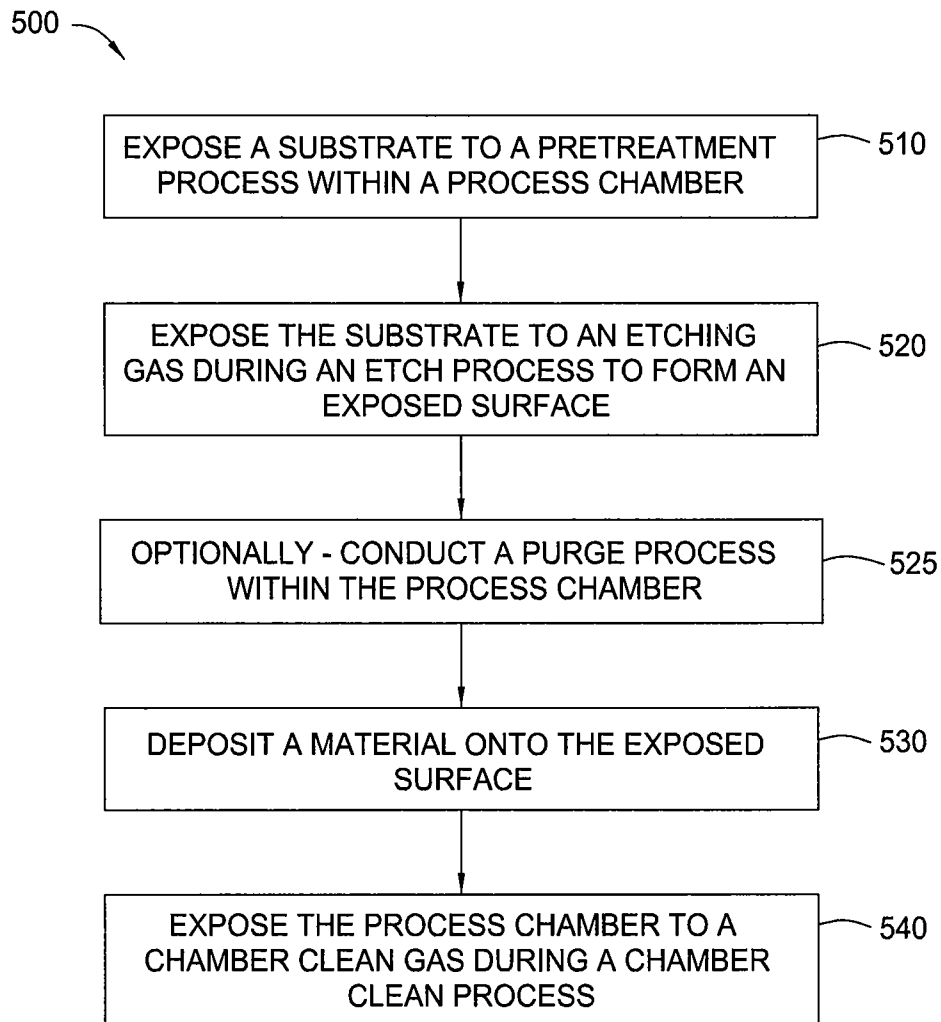 500
EXPOSE A SUBSTRATE TO A PRETREATMENT
PROCESS WITHIN A PROCESS CHAMBER
510
EXPOSE THE SUBSTRATE TO AN ETCHING
GAS DURING AN ETCH PROCESS TO FORM AN
EXPOSED SURFACE
520
OPTIONALLY - CONDUCT A PURGE PROCESS
WITHIN THE PROCESS CHAMBER
525
DEPOSIT A MATERIAL ONTO THE EXPOSED
SURFACE
530
EXPOSE THE PROCESS CHAMBER TO A
CHAMBER CLEAN GAS DURING A CHAMBER
CLEAN PROCESS
540